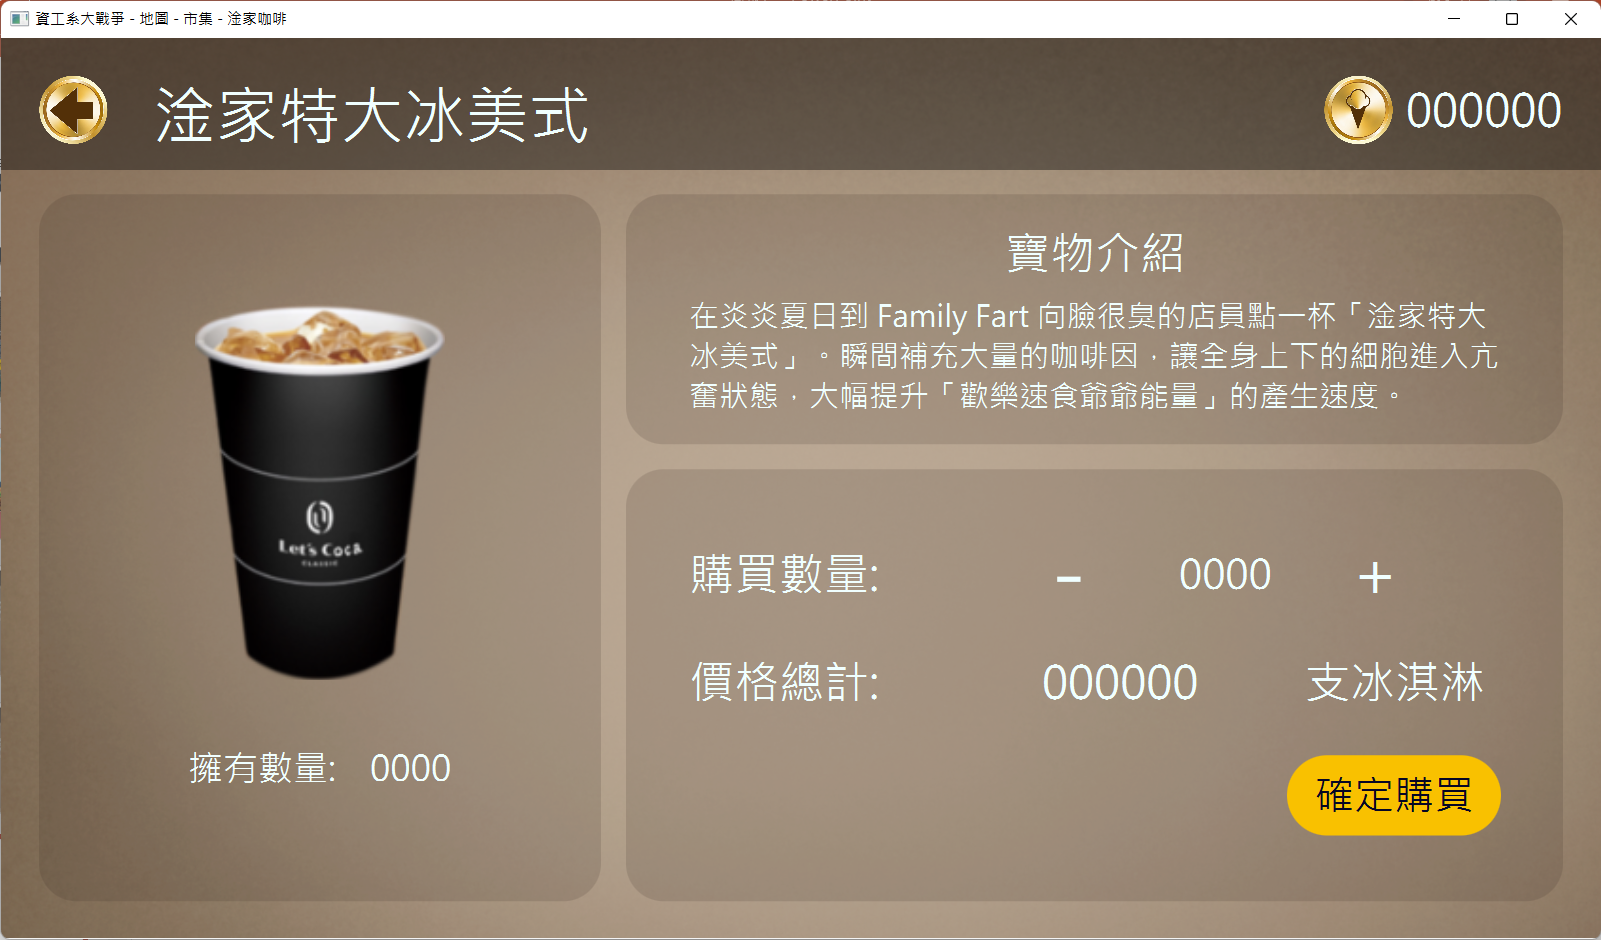 資工系大戰爭 - 地圖 - 市集 - 淦家咖啡
淦家特大冰美式
000000
寶物介紹
在炎炎夏日到 Family Fart 向臉很臭的店員點一杯「淦家特大
冰美式」。瞬間補充大量的咖啡因，讓全身上下的細胞進入亢
奮狀態，大幅提升「歡樂速食爺爺能量」的產生速度。
Let's Coca
CLASSIC
購買數量:
-
0000
+
價格總計:
000000
支冰淇淋
擁有數量:
0000
確定購買